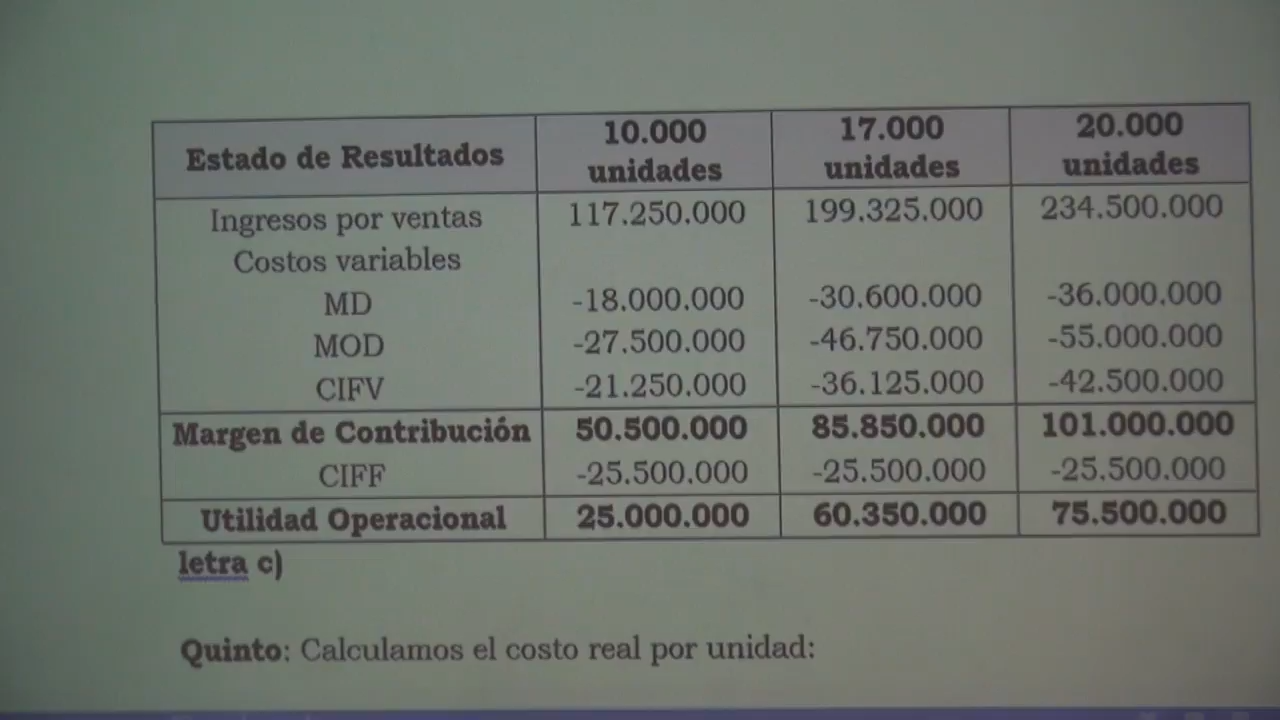 Estado de Resultados 10.000 unidades 17.000 unidades 20.000 unidades
Ingresos por ventas 117.250.000 199.325.000 234.500.000
Costos variables
MD -18.000.000 -30.600.000 -36.000.000
MOD -27.500.000 -46.750.000 -55.000.000
CIFV -21.250.000 -36.125.000 -42.500.000
Margen de Contribución 50.500.000 85.850.000 101.000.000
CIFF -25.500.000 -25.500.000 -25.500.000
Utilidad Operacional 25.000.000 60.350.000 75.500.000
letra c)
Quinto: Calculamos el costo real por unidad: